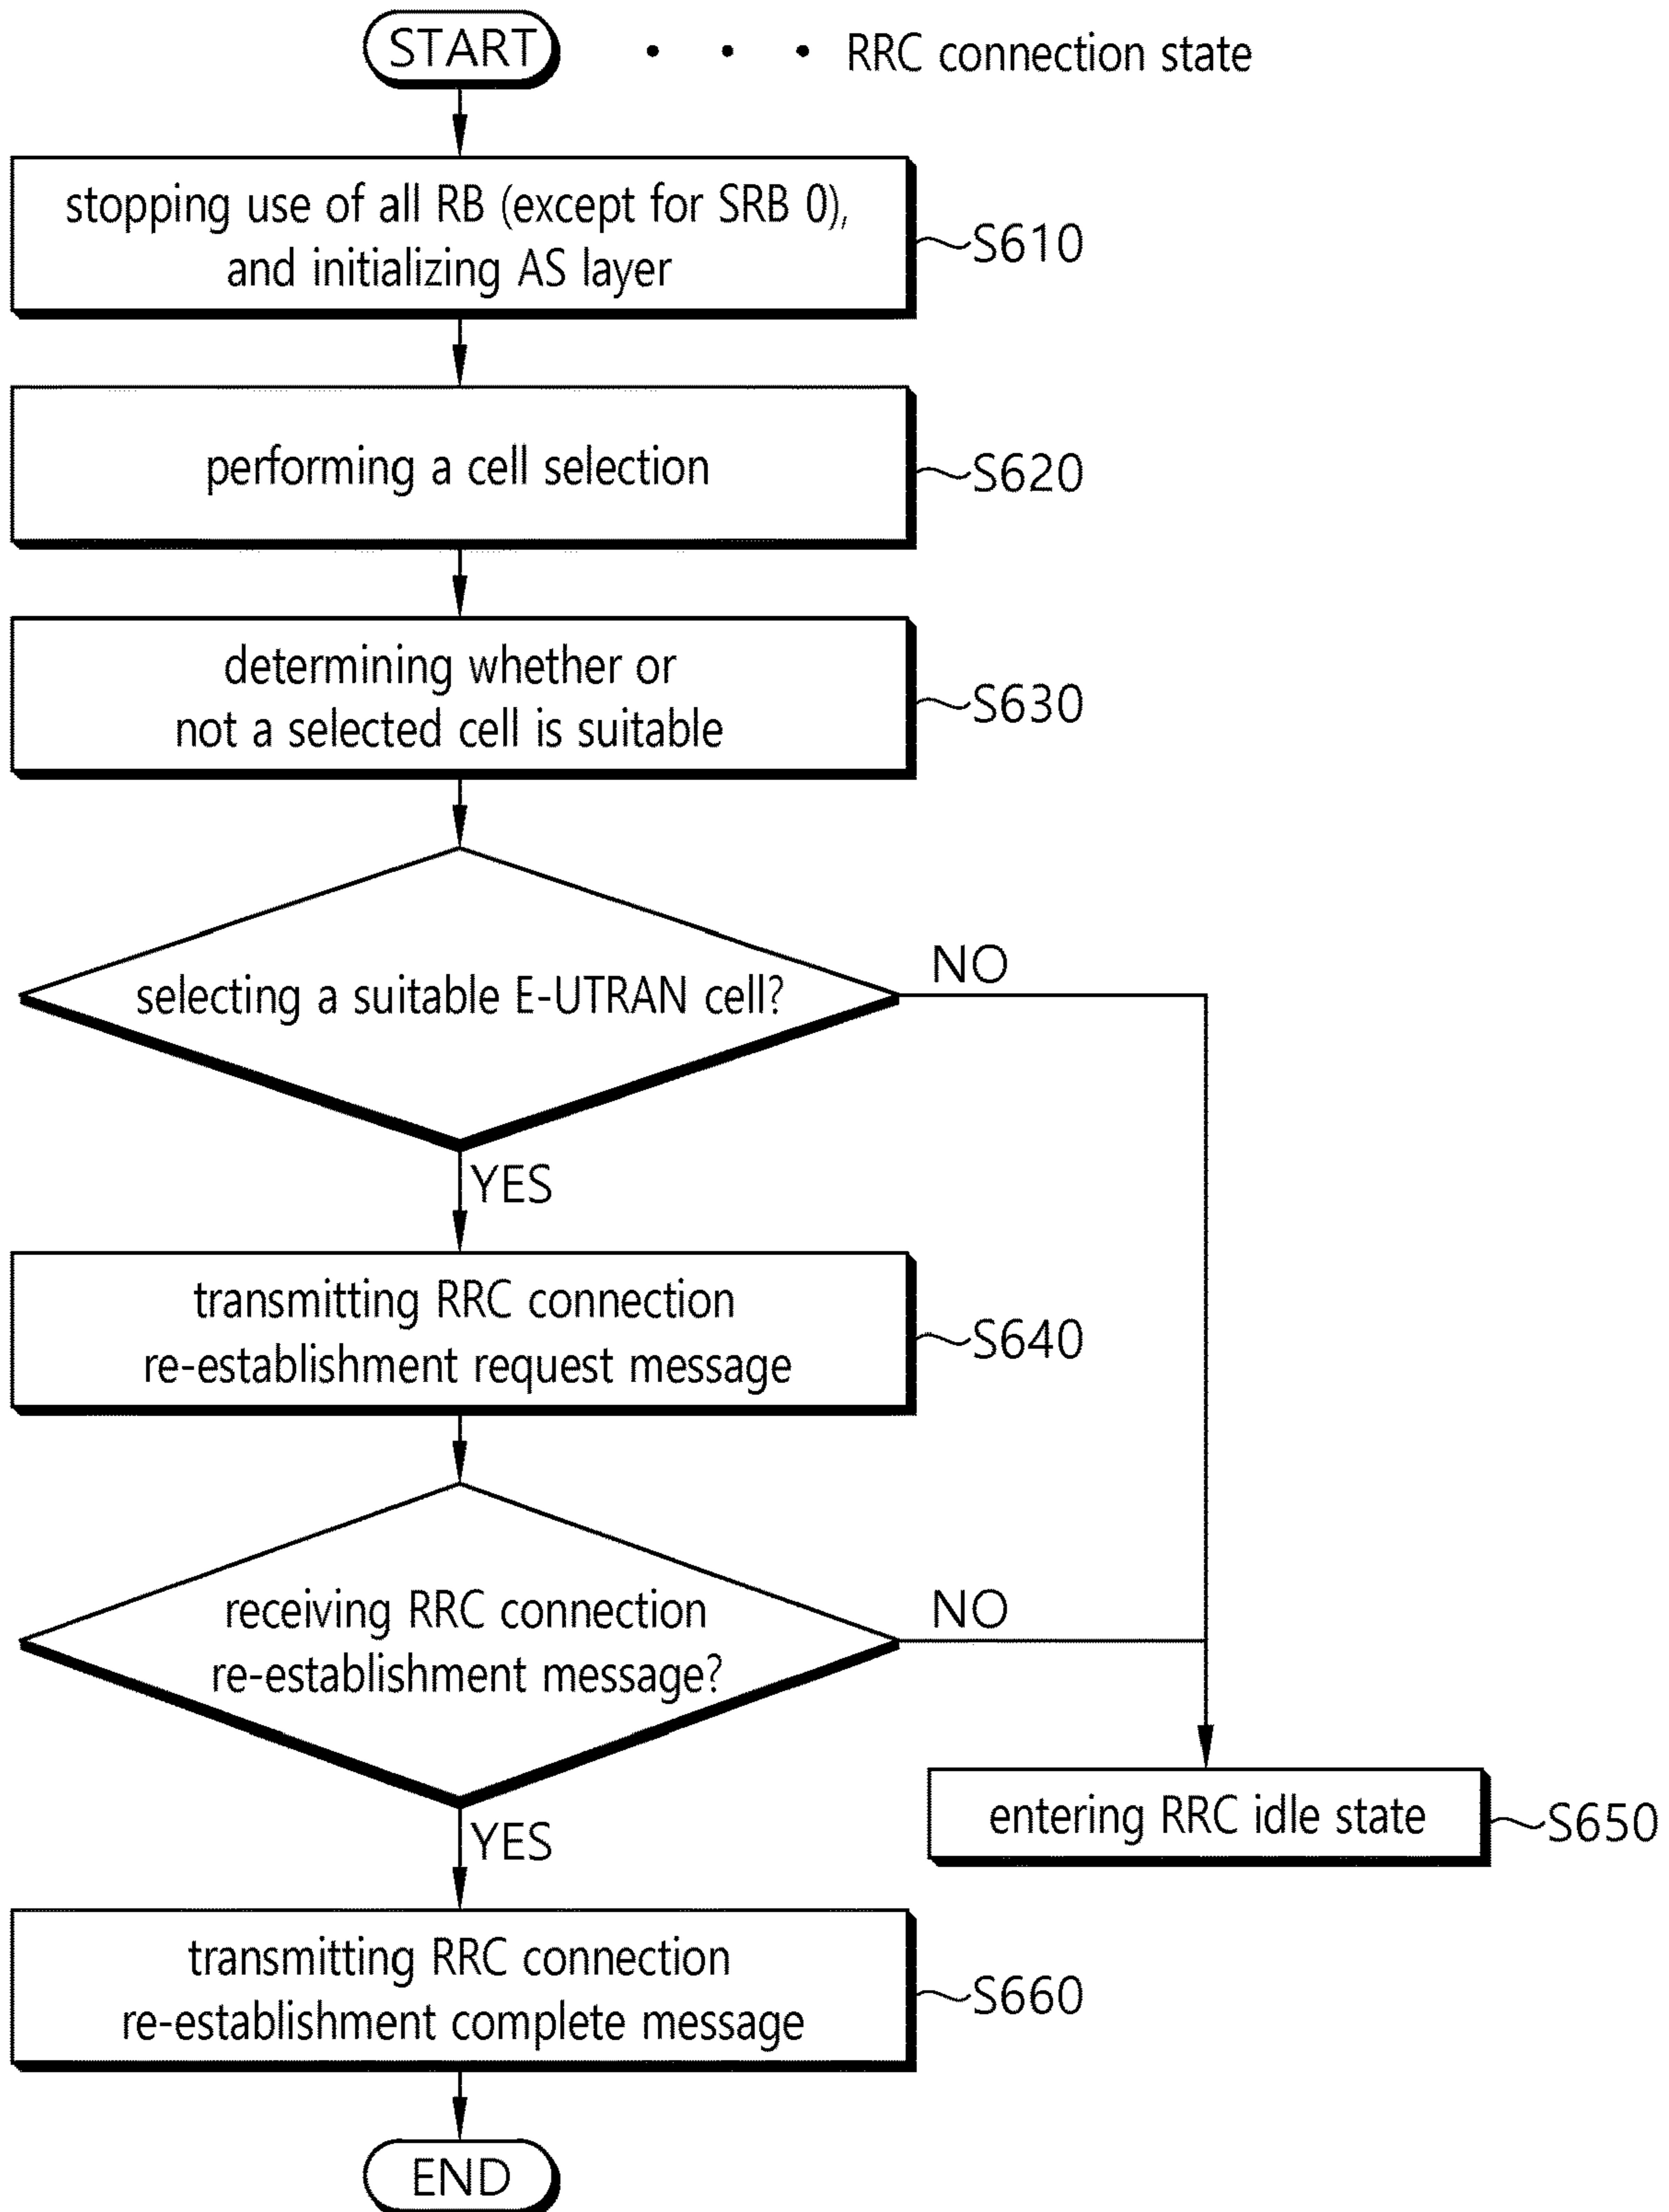 START
RRC connection state
stopping use of all RB (except for SRB 0),
and initializing AS layer
S610
performing a cell selection
S620
determining whether or
not a selected cell is suitable
S630
selecting a suitable E-UTRAN cell?
NO
YES
transmitting RRC connection
re-establishment request message
S640
receiving RRC connection
re-establishment message?
NO
YES
entering RRC idle state
S650
transmitting RRC connection
re-establishment complete message
S660
END